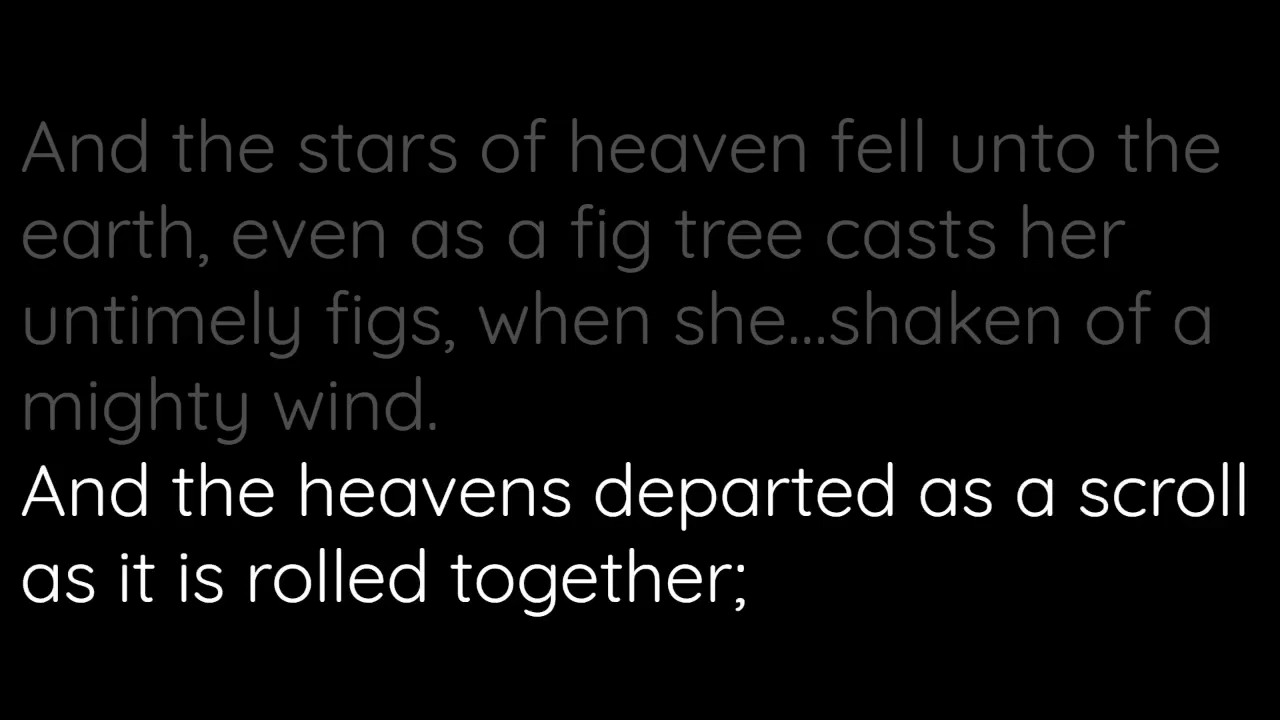 And the stars of heaven fell unto the
earth, even as a fig tree casts her
untimely figs, when she...shaken of a
mighty wind.
And the heavens departed as a scroll
as it is rolled together;